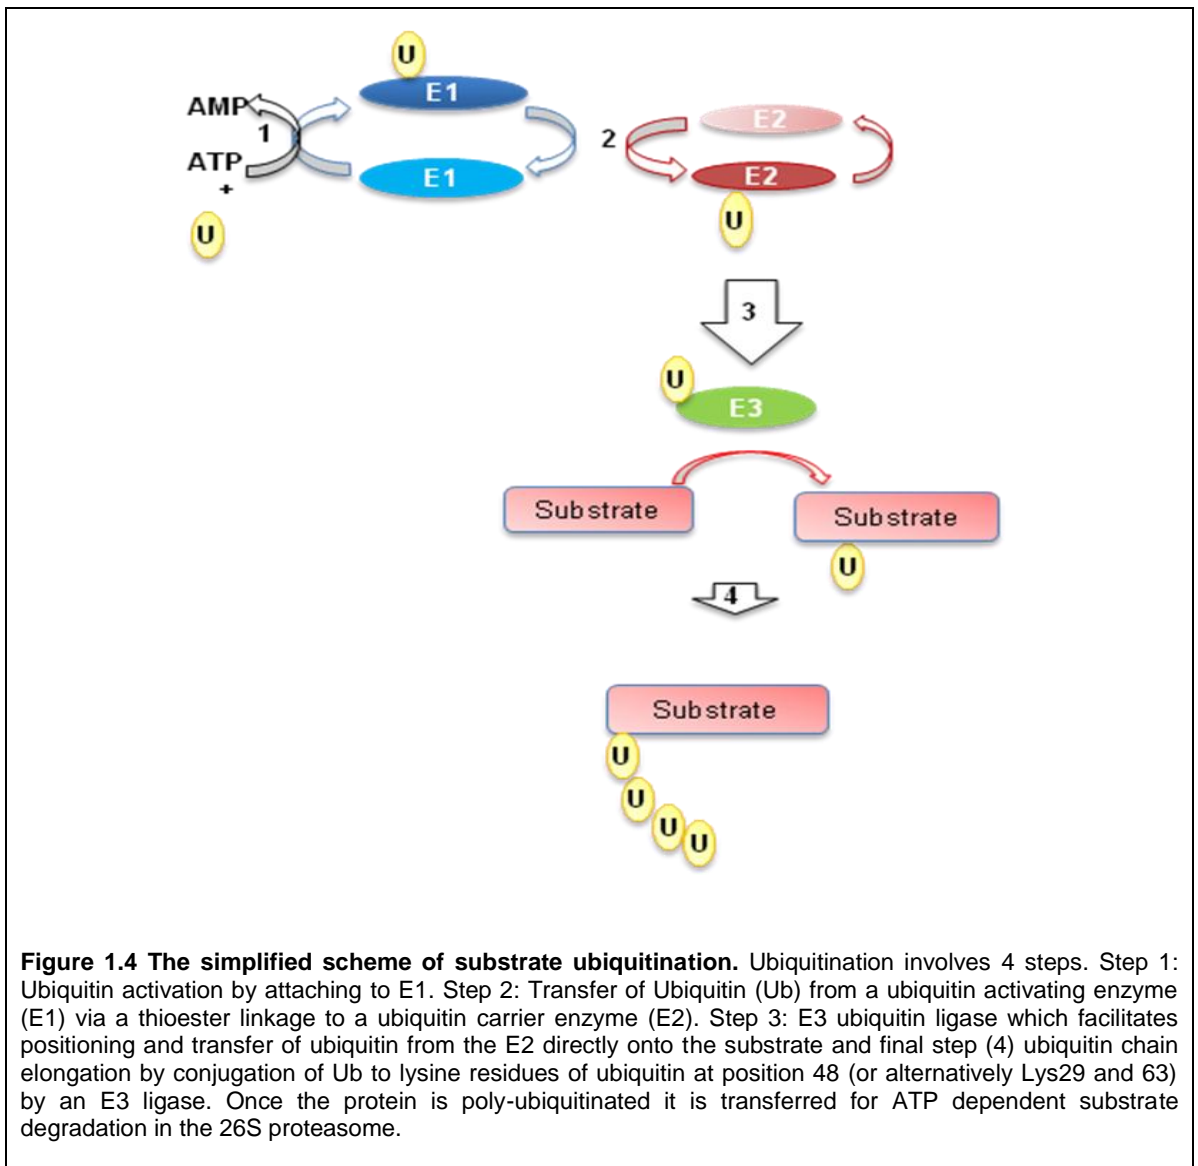 U
AMP
E1
1
2
E2
ATP
E1
E2
+
U
U
3
U
E3
Substrate
Substrate
U
4
Substrate
U
U
U
U
Figure 1.4 The simplified scheme of substrate ubiquitination. Ubiquitination involves 4 steps. Step 1:
Ubiquitin activation by attaching to E1. Step 2: Transfer of Ubiquitin (Ub) from a ubiquitin activating enzyme
(E1) via a thioester linkage to a ubiquitin carrier enzyme (E2). Step 3: E3 ubiquitin ligase which facilitates
positioning and transfer of ubiquitin from the E2 directly onto the substrate and final step (4) ubiquitin chain
elongation by conjugation of Ub to lysine residues of ubiquitin at position 48 (or alternatively Lys29 and 63)
by an E3 ligase. Once the protein is poly-ubiquitinated it is transferred for ATP dependent substrate
degradation in the 26S proteasome.